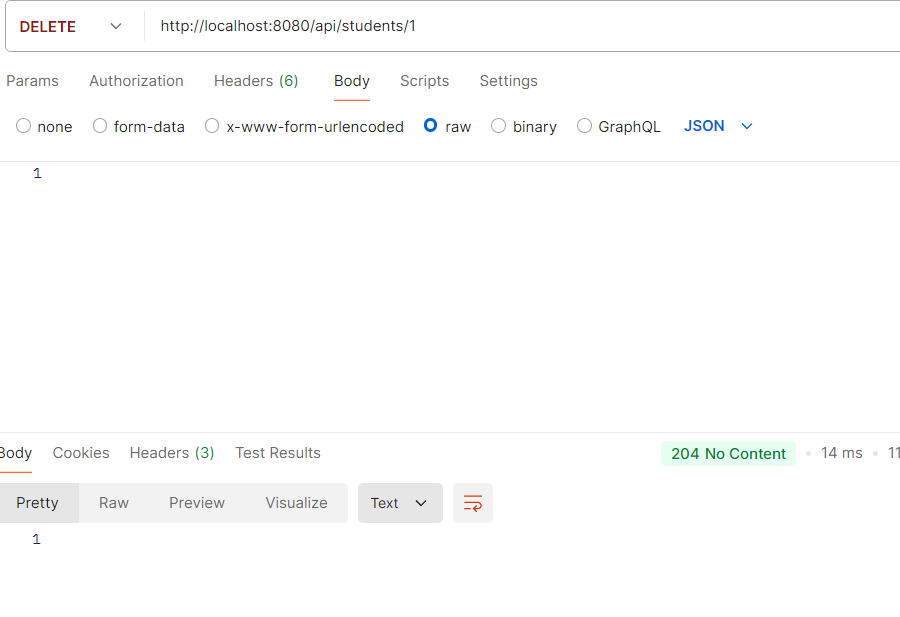 DELETE http://localhost:8080/api/students/1
Params Authorization Headers (6) Body Scripts Settings
none form-data x-www-form-urlencoded raw binary GraphQL JSON
1
Body Cookies Headers (3) Test Results 204 No Content 14 ms 11
Pretty Raw Preview Visualize Text
1